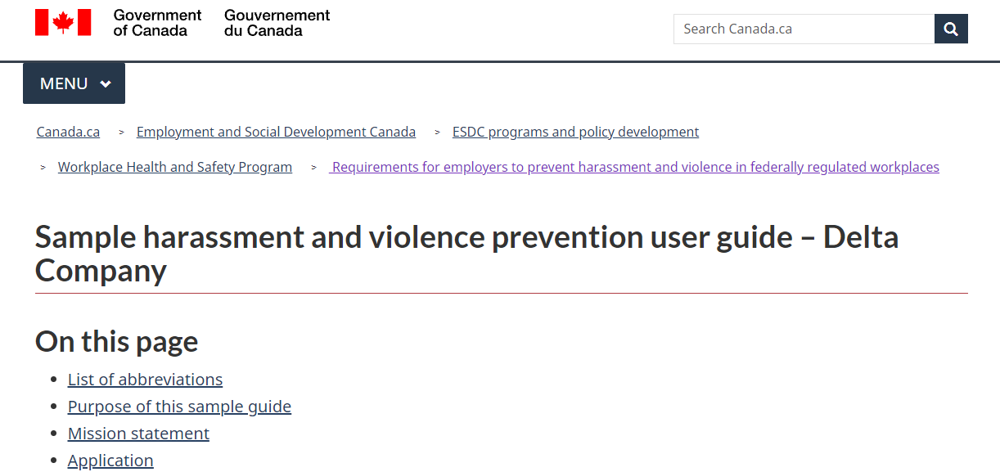 Government of Canada
Gouvernement du Canada
Search Canada.ca
MENU
Canada.ca > Employment and Social Development Canada > ESDC programs and policy development
> Workplace Health and Safety Program > Requirements for employers to prevent harassment and violence in federally regulated workplaces
Sample harassment and violence prevention user guide – Delta
Company
On this page
• List of abbreviations
• Purpose of this sample guide
• Mission statement
• Application